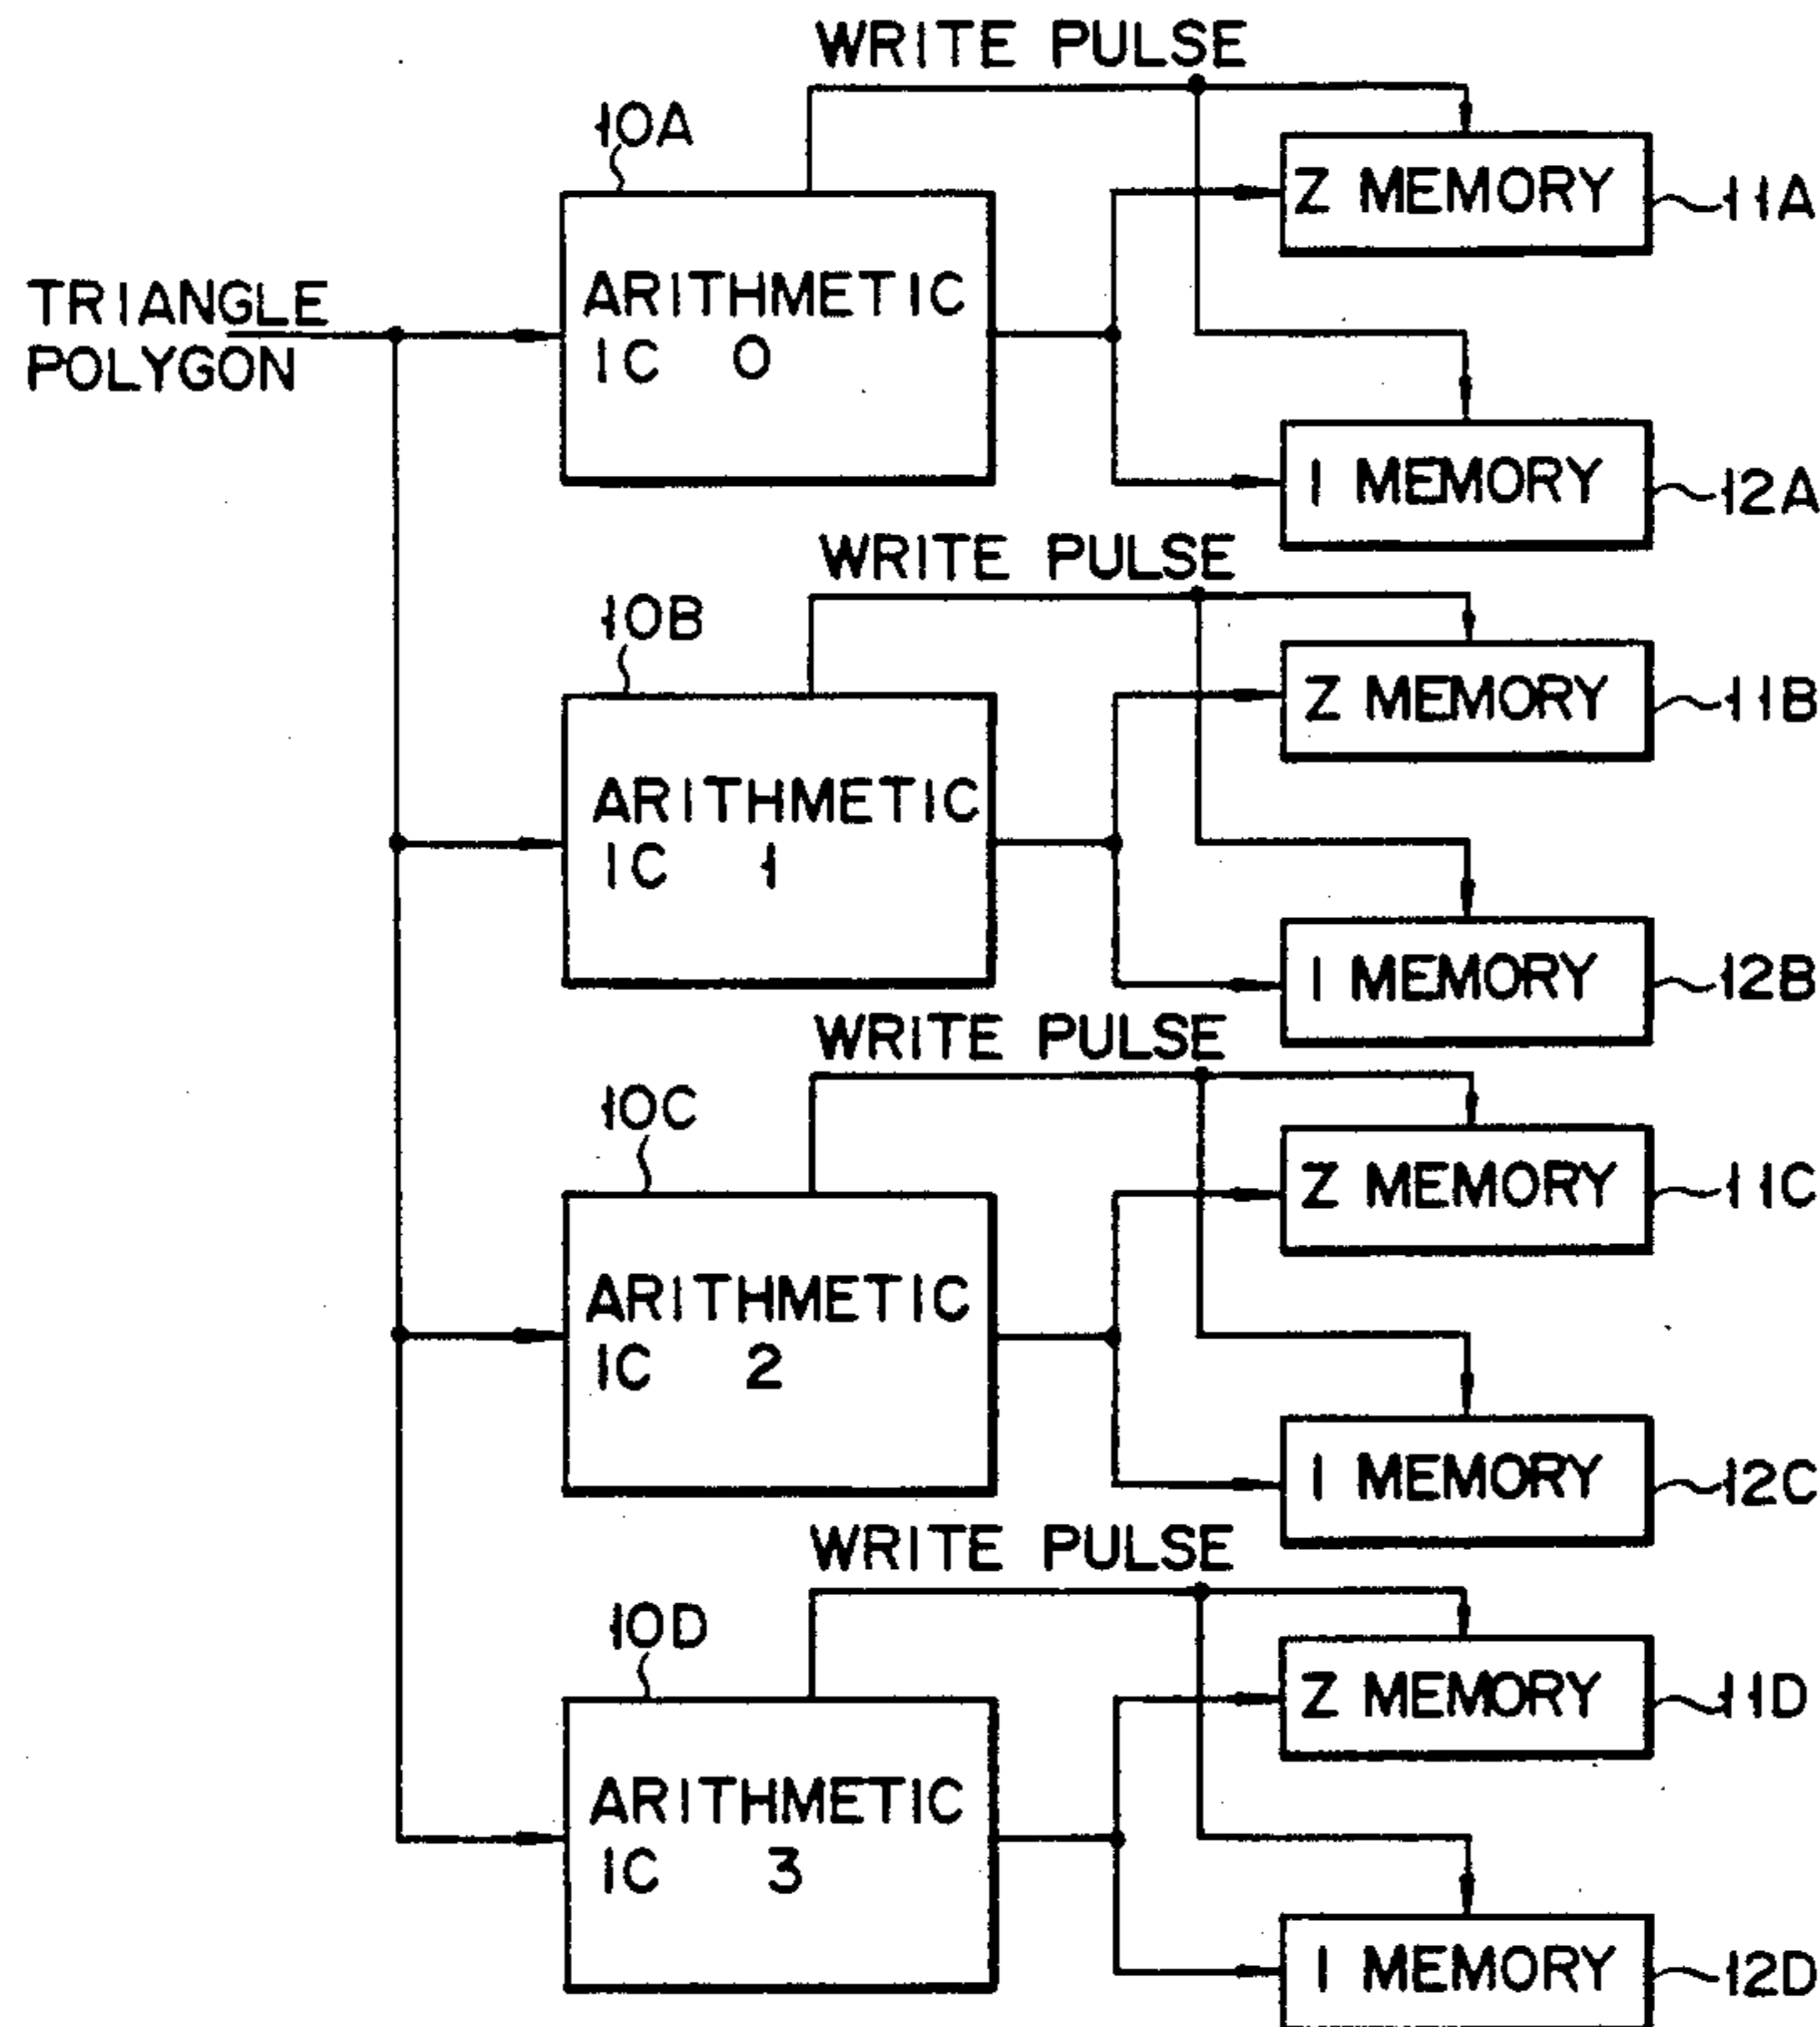 WRITE PULSE
10A
Z MEMORY
11A
TRIANGLE
POLYGON
ARITHMETIC
IC 0
I MEMORY
12A
WRITE PULSE
10B
Z MEMORY
11B
ARITHMETIC
IC 1
I MEMORY
12B
WRITE PULSE
10C
Z MEMORY
11C
ARITHMETIC
IC 2
I MEMORY
12C
WRITE PULSE
10D
Z MEMORY
11D
ARITHMETIC
IC 3
I MEMORY
12D